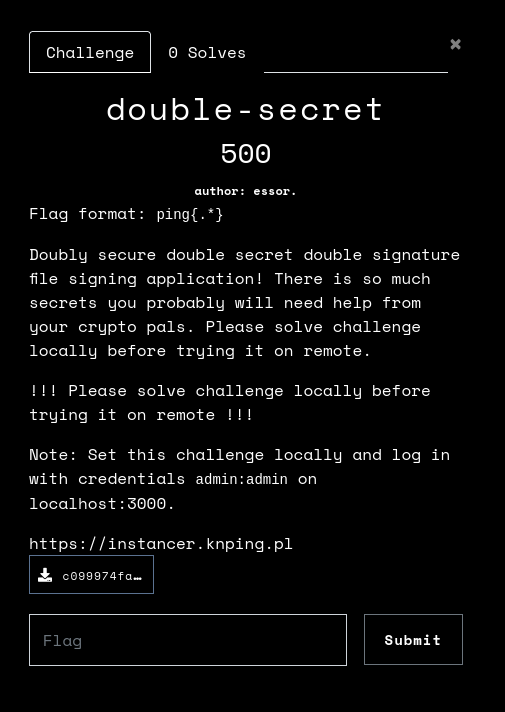 Challenge
0 Solves
×
double-secret
500
author: essor.
Flag format: ping{.*}
Doubly secure double secret double signature
file signing application! There is so much
secrets you probably will need help from
your crypto pals. Please solve challenge
locally before trying it on remote.
!!! Please solve challenge locally before
trying it on remote !!!
Note: Set this challenge locally and log in
with credentials admin:admin on
localhost:3000.
https://instancer.knping.pl
c099974fa…
Flag
Submit